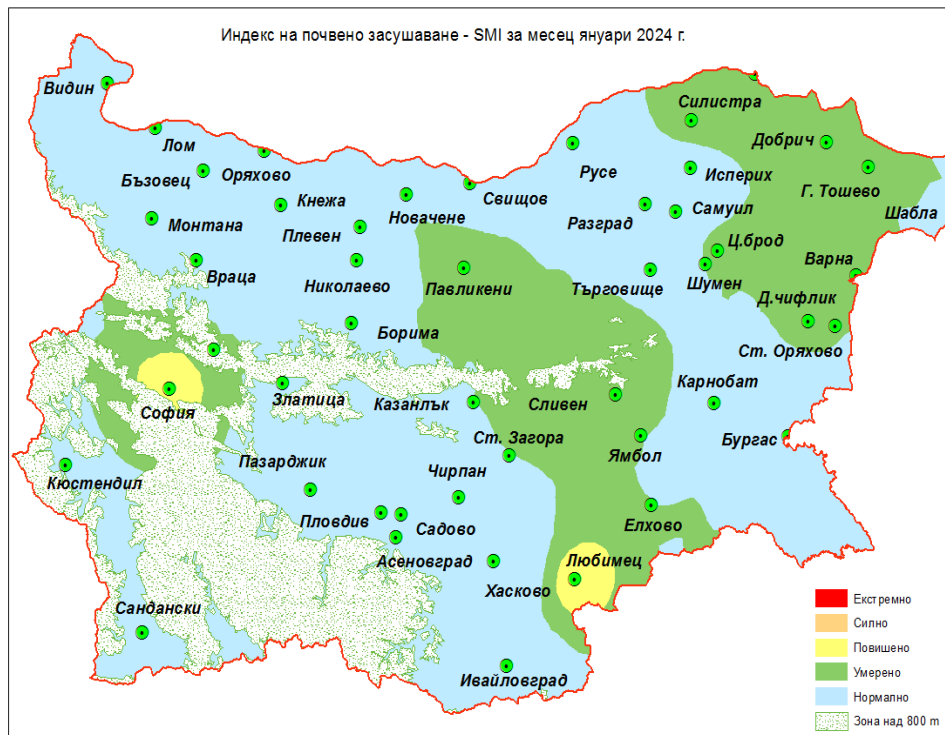 Индекс на почвено засушаване - SMI за месец януари 2024 г.
Видин
Силистра
Добрич
Лом
Русе
Исперих
Г. Тошево
Бъзовец
Оряхово
Кнежа
Новачене
Свищов
Разград
Самуил
Шабла
Монтана
Плевен
Ц.брод
Варна
Враца
Николаево
Павликени
Търговище
Шумен
Д.чифлик
Борима
Ст. Оряхово
София
Златица
Казанлък
Сливен
Карнобат
Ст. Загора
Ямбол
Бургас
Пазарджик
Чирпан
Кюстендил
Пловдив
Садово
Елхово
Асеновград
Любимец
Хасково
Сандански
Ивайловград
Екстремно
Силно
Повишено
Умерено
Нормално
Зона над 800 m